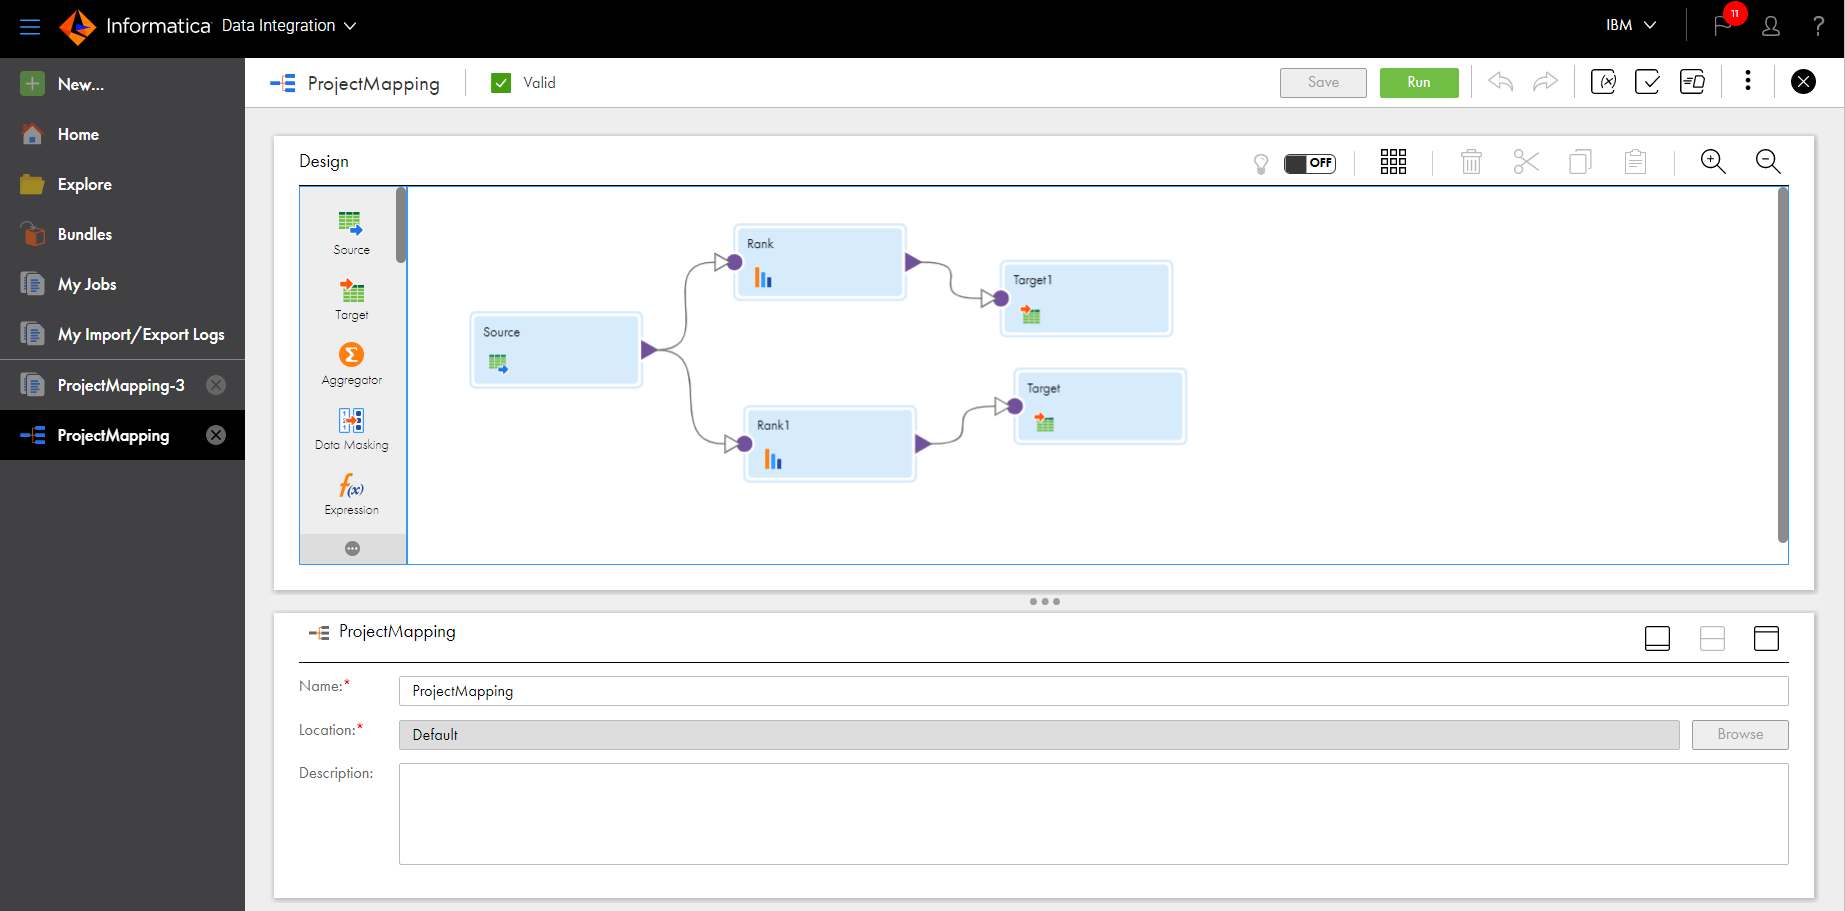 Informatica Data Integration
IBM
11
?
New...
Home
Explore
Bundles
My Jobs
My Import/Export Logs
ProjectMapping-3
ProjectMapping
ProjectMapping
Valid
Save
Run
(x)
Design
OFF
Source
Target
Aggregator
Data Masking
Expression
Source
Rank
Rank1
Target1
Target
ProjectMapping
Name:*
ProjectMapping
Location:*
Default
Browse
Description: